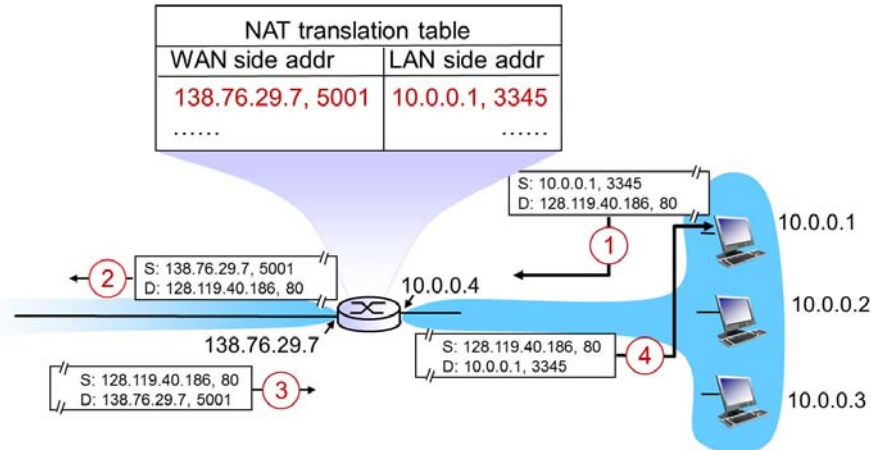 NAT translation table
WAN side addr LAN side addr
138.76.29.7, 5001 10.0.0.1, 3345
...... ......
S: 10.0.0.1, 3345
D: 128.119.40.186, 80
1
10.0.0.1
2
S: 138.76.29.7, 5001
D: 128.119.40.186, 80
10.0.0.4
10.0.0.2
138.76.29.7
S: 128.119.40.186, 80
D: 10.0.0.1, 3345
4
S: 128.119.40.186, 80
D: 138.76.29.7, 5001
3
10.0.0.3